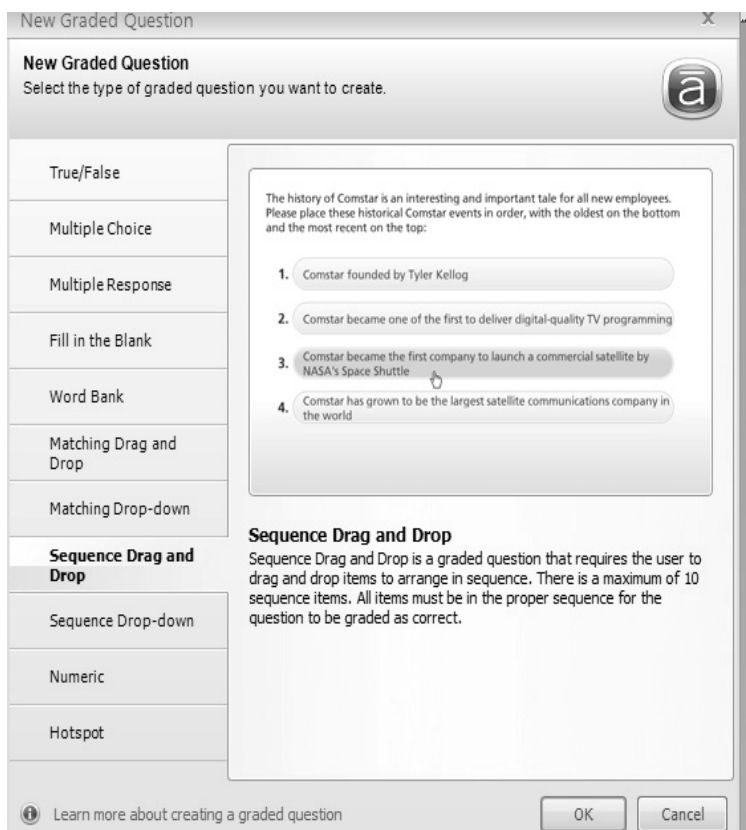 New Graded Question
X
New Graded Question
Select the type of graded question you want to create.
ā
True/False
Multiple Choice
Multiple Response
Fill in the Blank
Word Bank
Matching Drag and
Drop
Matching Drop-down
Sequence Drag and
Drop
Sequence Drop-down
Numeric
Hotspot
The history of Comstar is an interesting and important tale for all new employees.
Please place these historical Comstar events in order, with the oldest on the bottom
and the most recent on the top:
1. Comstar founded by Tyler Kellog
2. Comstar became one of the first to deliver digital-quality TV programming
3. Comstar became the first company to launch a commercial satellite by
NASA's Space Shuttle
4. Comstar has grown to be the largest satellite communications company in
the world
Sequence Drag and Drop
Sequence Drag and Drop is a graded question that requires the user to
drag and drop items to arrange in sequence. There is a maximum of 10
sequence items. All items must be in the proper sequence for the
question to be graded as correct.
Learn more about creating a graded question
OK
Cancel